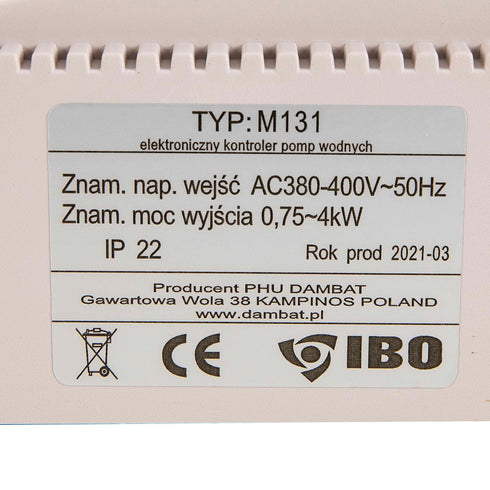 TYP: M131
elektroniczny kontroler pomp wodnych
Znam. nap. wejść AC380-400V~50Hz
Znam. moc wyjścia 0,75~4kW
IP 22 Rok prod 2021-03
Producent PHU DAMBAT
Gawartowa Wola 38 KAMPINOS POLAND
www.dambat.pl
CE IBO